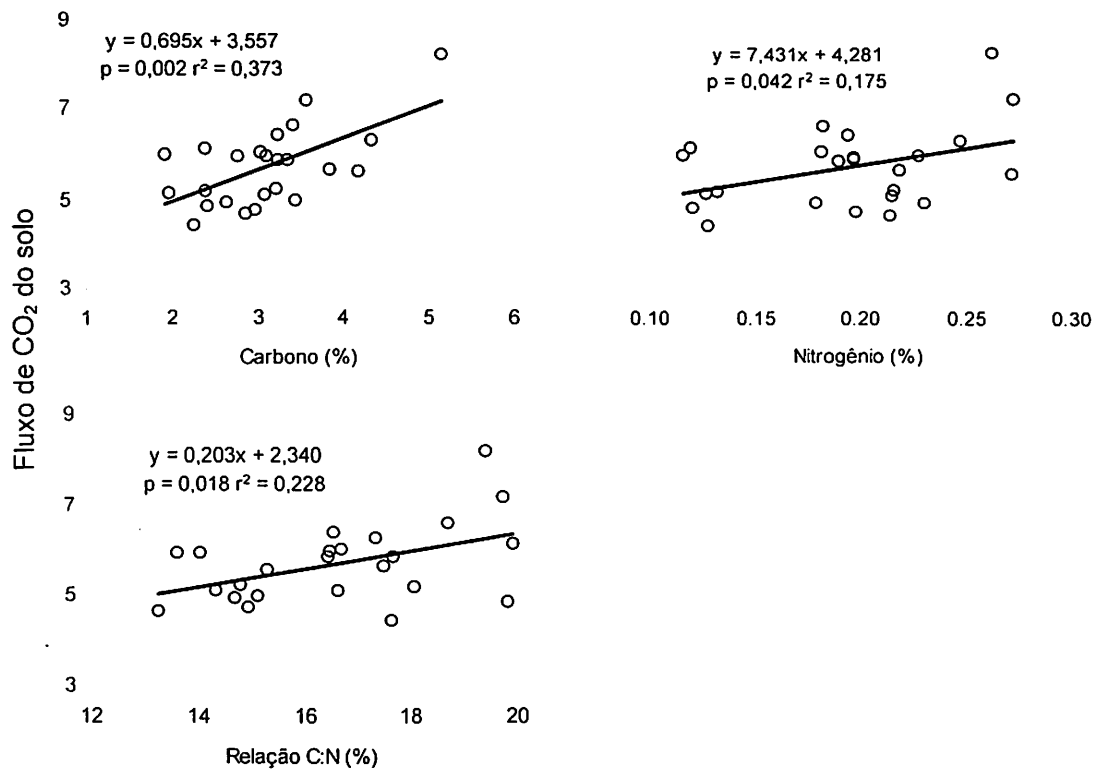 Fluxo de CO₂ do solo
9
7
5
3
y = 0,695x + 3,557
p = 0,002 r² = 0,373
1 2 3 4 5 6
Carbono (%)
y = 7,431x + 4,281
p = 0,042 r² = 0,175
0.10 0.15 0.20 0.25 0.30
Nitrogênio (%)
9
7
5
3
y = 0,203x + 2,340
p = 0,018 r² = 0,228
12 14 16 18 20
Relação C:N (%)